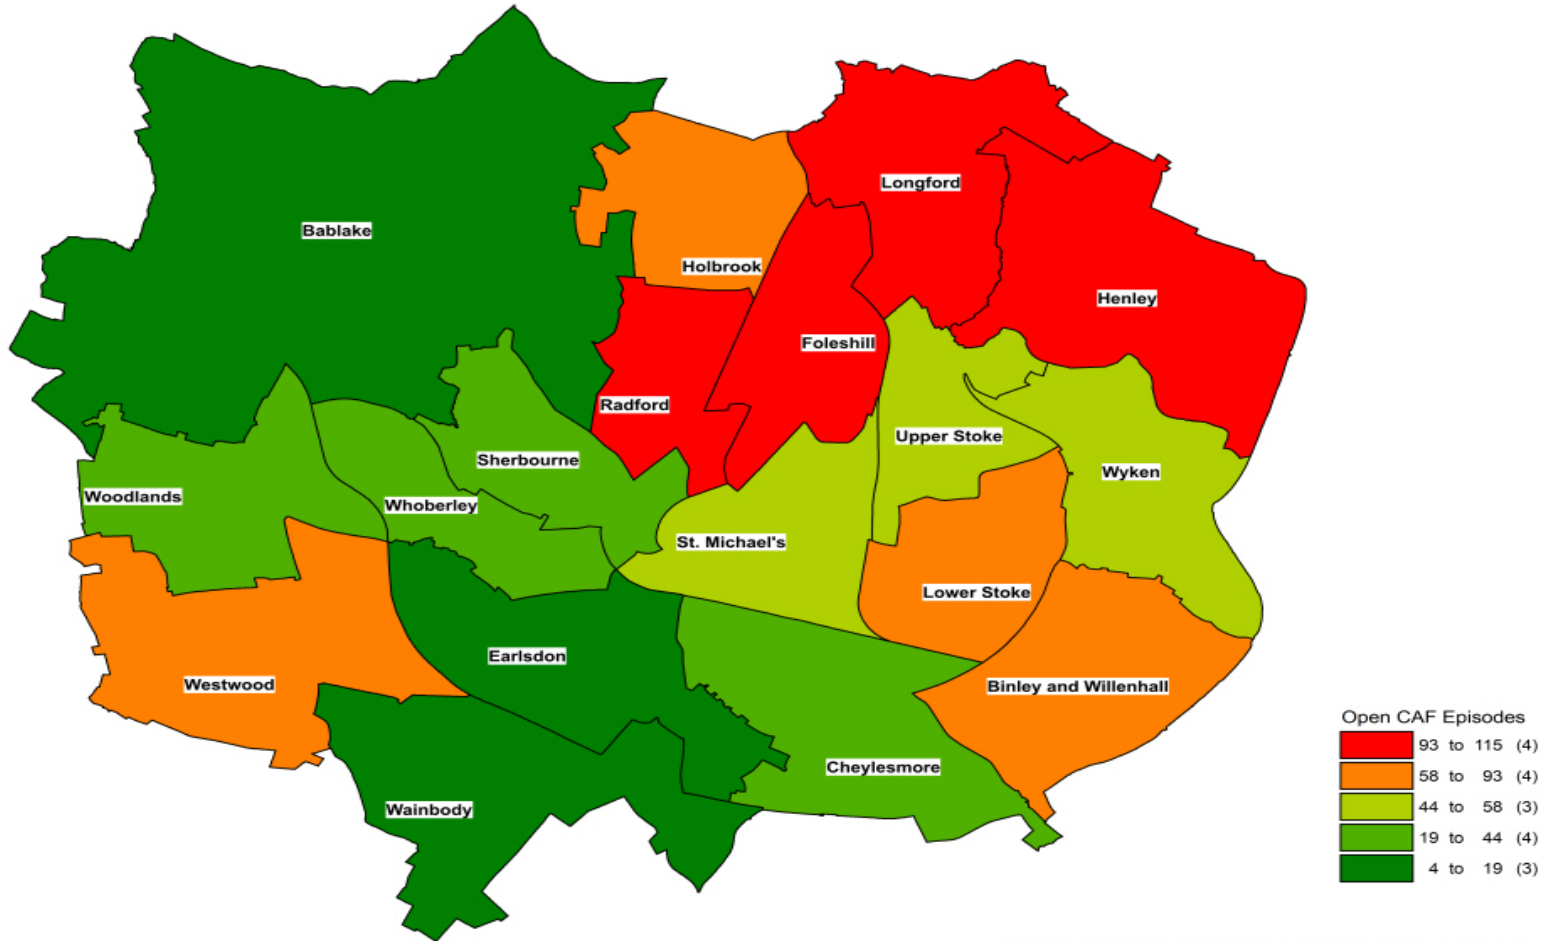 Longford
Bablake
Holbrook
Henley
Foleshill
Radford
Upper Stoke
Sherbourne
Wyken
Woodlands
Whoberley
St. Michael's
Lower Stoke
Earlsdon
Westwood
Binley and Willenhall
Cheylesmore
Wainbody
Open CAF Episodes
93 to 115 (4)
58 to 93 (4)
44 to 58 (3)
19 to 44 (4)
4 to 19 (3)